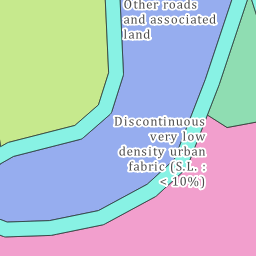 Other roads
and associated
land
Discontinuous
very low
density urban
fabric (S.L. :
< 10%)